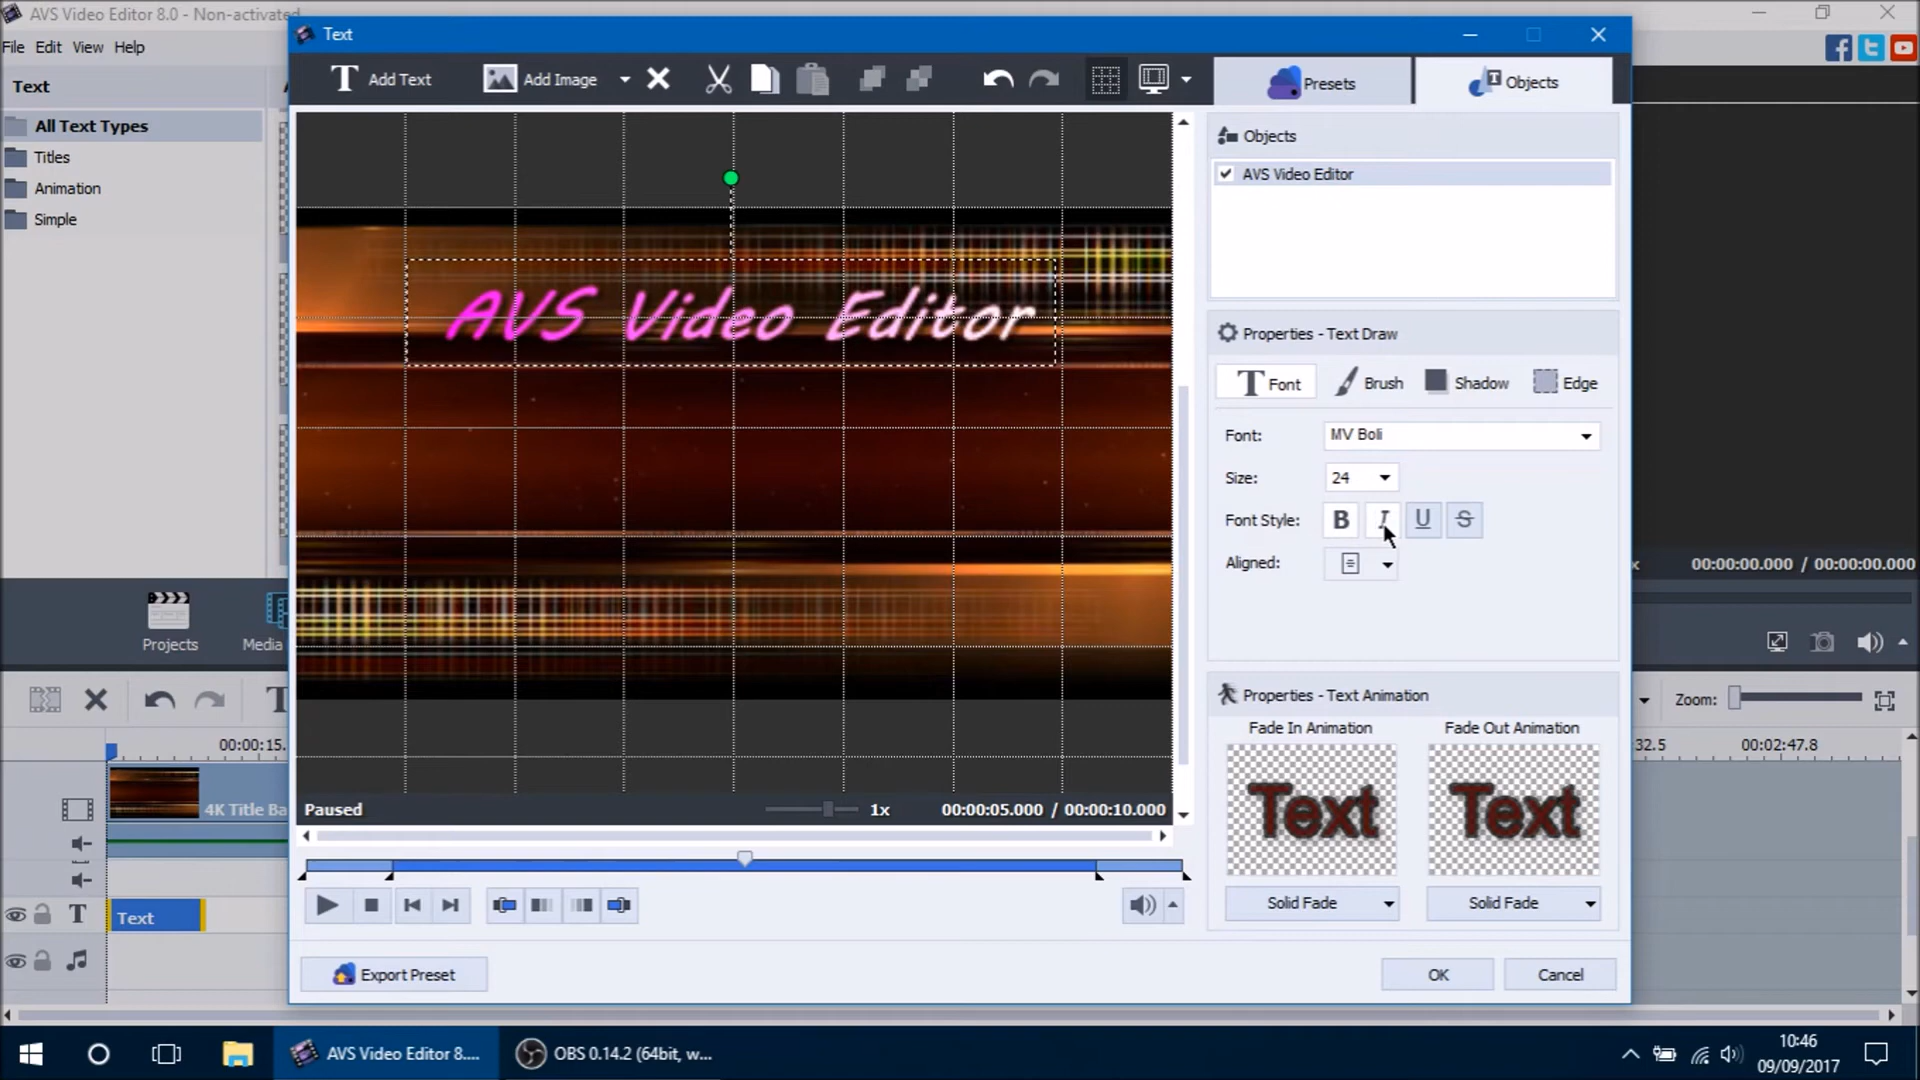 AVS Video Editor 8.0 - Non-activated
File Edit View Help
Text
All Text Types
Titles
Animation
Simple
Projects
Media
Text
Add Text
Add Image
Presets
Objects
AVS Video Editor
Paused
1x
00:00:05.000 / 00:00:10.000
Objects
AVS Video Editor
Properties - Text Draw
Font
Brush
Shadow
Edge
Font:
MV Boli
Size:
24
Font Style:
B I U S
Aligned:
Properties - Text Animation
Fade In Animation
Fade Out Animation
Text
Text
Solid Fade
Solid Fade
Export Preset
OK
Cancel
x
00:00:00.000 / 00:00:00.000
Zoom:
00:00:15.
32.5
00:02:47.8
4K Title Ba
T
Text
AVS Video Editor 8....
OBS 0.14.2 (64bit, w...
10:46
09/09/2017